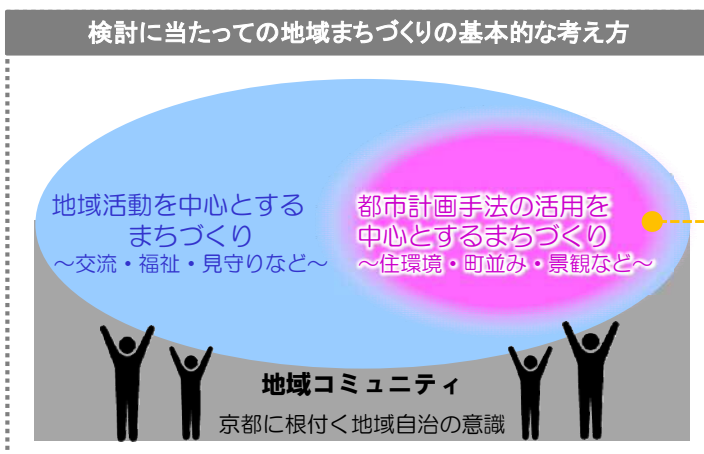 検討に当たっての地域まちづくりの基本的な考え方
地域活動を中心とする
まちづくり
～交流・福祉・見守りなど～
都市計画手法の活用を
中心とするまちづくり
～住環境・町並み・景観など～
地域コミュニティ
京都に根付く地域自治の意識